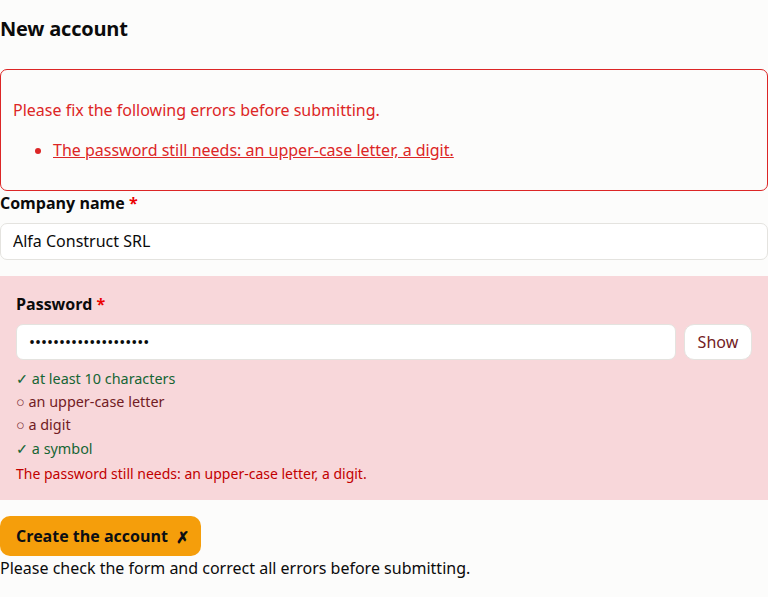 New account
Please fix the following errors before submitting.
• The password still needs: an upper-case letter, a digit.
Company name *
Alfa Construct SRL
Password *
••••••••••••••••••••
Show
✓ at least 10 characters
○ an upper-case letter
○ a digit
✓ a symbol
The password still needs: an upper-case letter, a digit.
Create the account ✗
Please check the form and correct all errors before submitting.